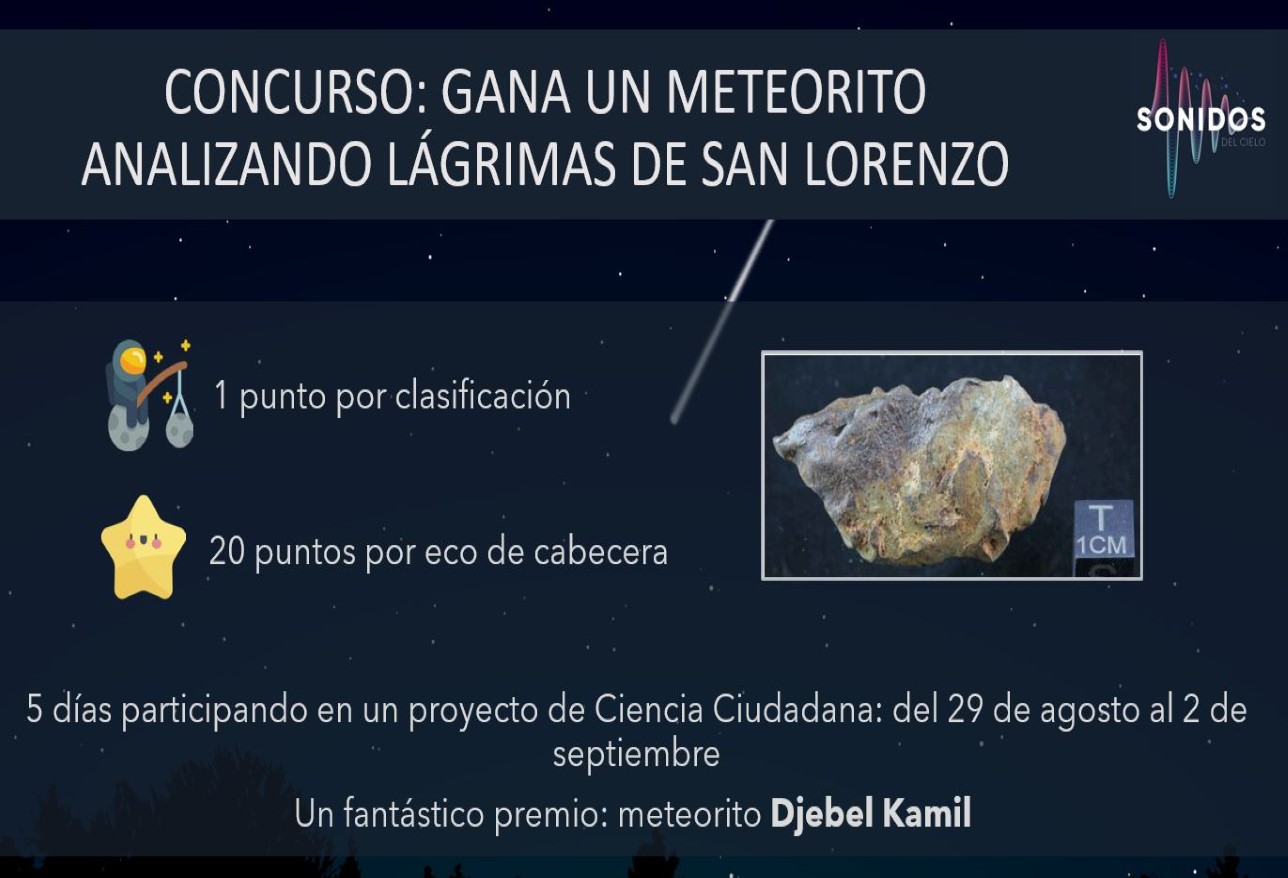 CONCURSO: GANA UN METEORITO
ANALIZANDO LÁGRIMAS DE SAN LORENZO
SONIDOS
DEL CIELO
1 punto por clasificación
20 puntos por eco de cabecera
T
1CM
S
5 días participando en un proyecto de Ciencia Ciudadana: del 29 de agosto al 2 de
septiembre
Un fantástico premio: meteorito Djebel Kamil